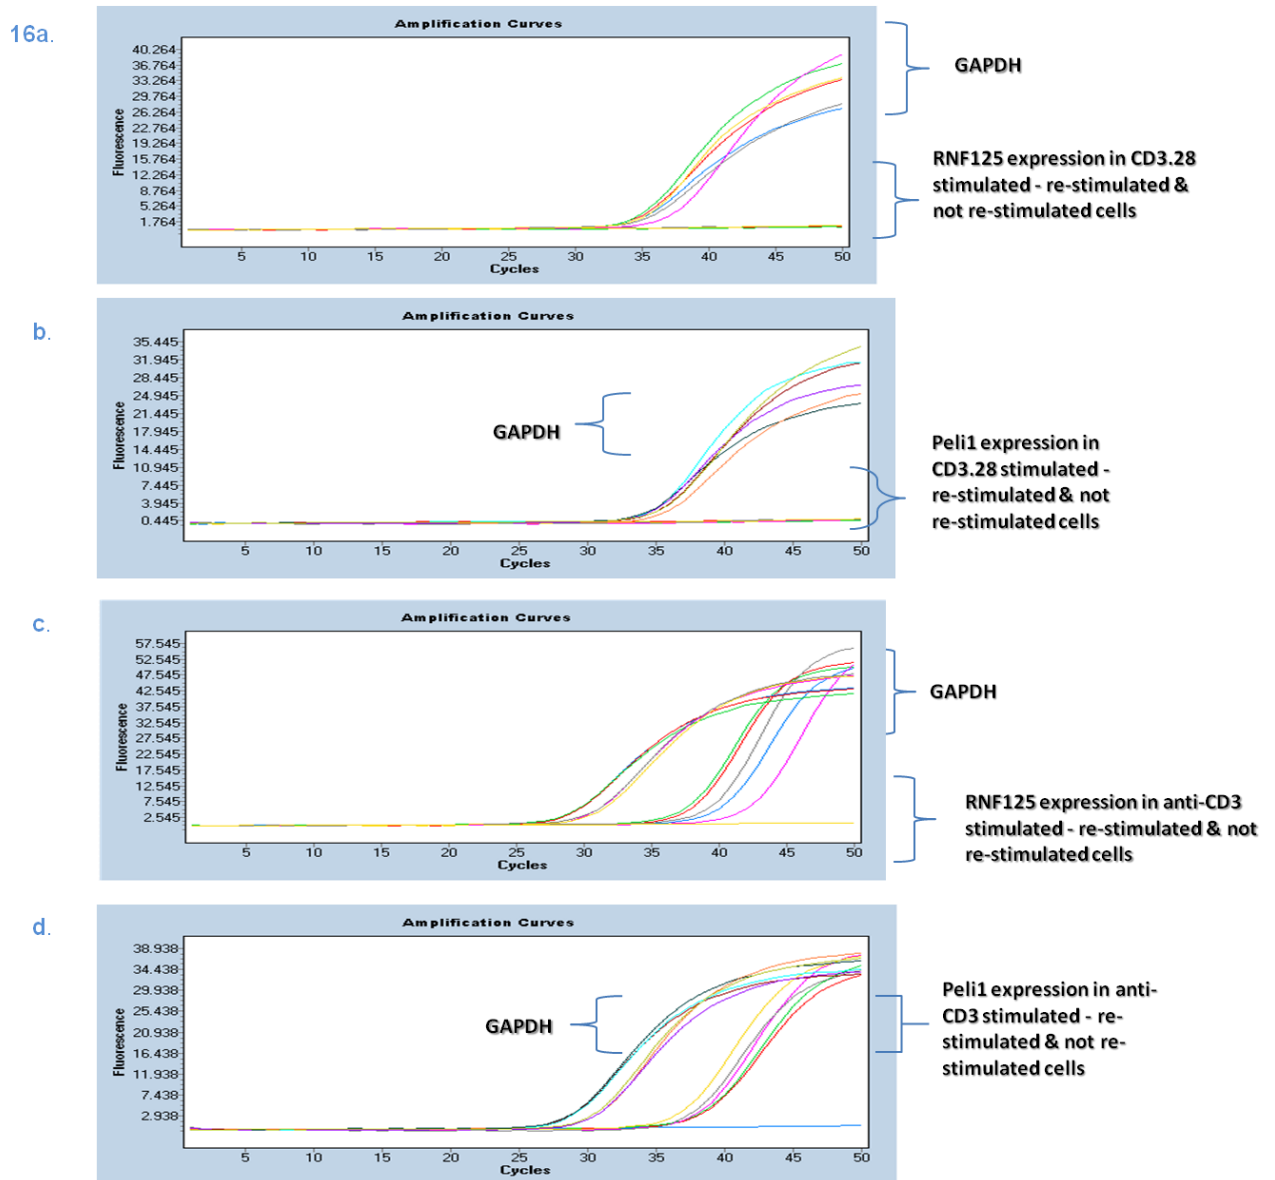 16a.
Amplification Curves
40.264
36.764
33.264
29.764
26.264
22.764
19.264
15.764
12.264
8.764
5.264
1.764
Fluorescence
5 10 15 20 25 30 35 40 45 50
Cycles
GAPDH
RNF125 expression in CD3.28
stimulated - re-stimulated &
not re-stimulated cells
b.
Amplification Curves
35.445
31.945
28.445
24.945
21.445
17.945
14.445
10.945
7.445
3.945
0.445
Fluorescence
5 10 15 20 25 30 35 40 45 50
Cycles
GAPDH
Peli1 expression in
CD3.28 stimulated -
re-stimulated & not
re-stimulated cells
c.
Amplification Curves
57.545
52.545
47.545
42.545
37.545
32.545
27.545
22.545
17.545
12.545
7.545
2.545
Fluorescence
5 10 15 20 25 30 35 40 45 50
Cycles
GAPDH
RNF125 expression in anti-CD3
stimulated - re-stimulated & not
re-stimulated cells
d.
Amplification Curves
38.938
34.438
29.938
25.438
20.938
16.438
11.938
7.438
2.938
Fluorescence
5 10 15 20 25 30 35 40 45 50
Cycles
GAPDH
Peli1 expression in anti-
CD3 stimulated - re-
stimulated & not re-
stimulated cells